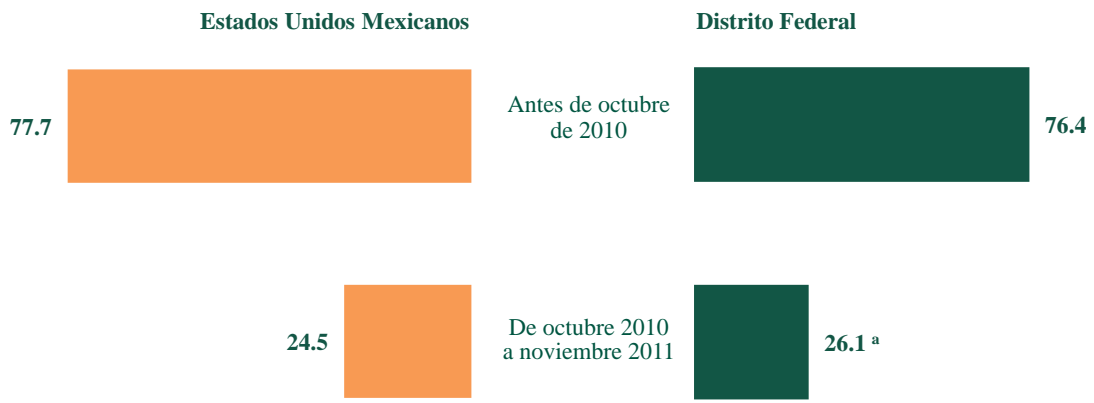 Estados Unidos Mexicanos
Distrito Federal
77.7
Antes de octubre
de 2010
76.4
24.5
De octubre 2010
a noviembre 2011
26.1 a